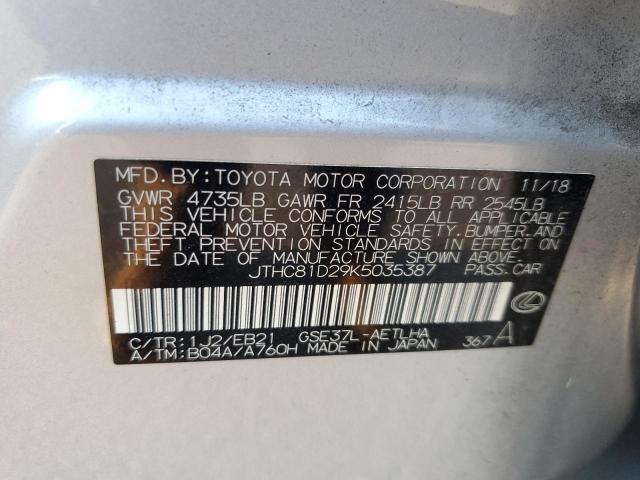 MFD. BY: TOYOTA MOTOR CORPORATION 11/18
GVWR 4735LB GAWR FR 2415LB RR 2545LB
THIS VEHICLE CONFORMS TO ALL APPLICABLE
FEDERAL MOTOR VEHICLE SAFETY, BUMPER, AND
THEFT PREVENTION STANDARDS IN EFFECT ON
THE DATE OF MANUFACTURE SHOWN ABOVE.
JTHC81D29K5035387 PASS. CAR
C/TR: 1J2/EB21 GSE37L-AETLHA
A/TM: B04A/A760H MADE IN JAPAN 367 A